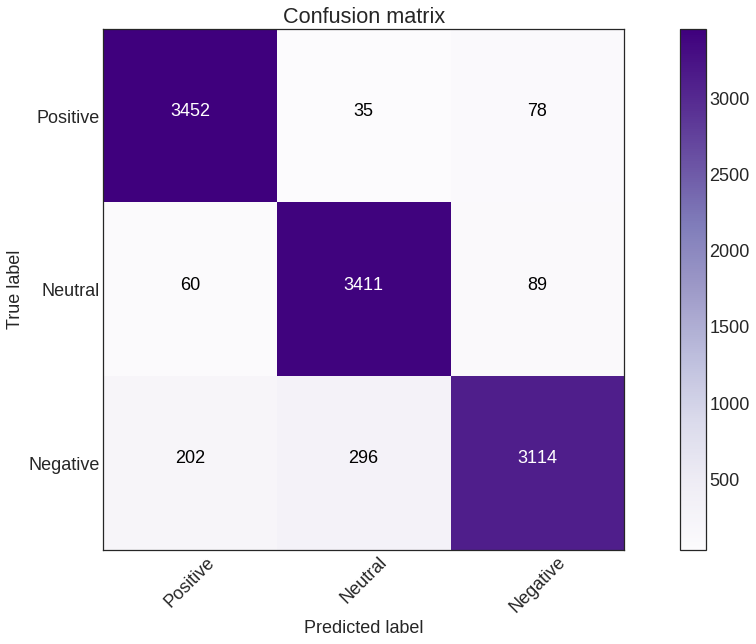 Confusion matrix
True label
Positive 3452 35 78
Neutral 60 3411 89
Negative 202 296 3114
Positive Neutral Negative
Predicted label
3000
2500
2000
1500
1000
500